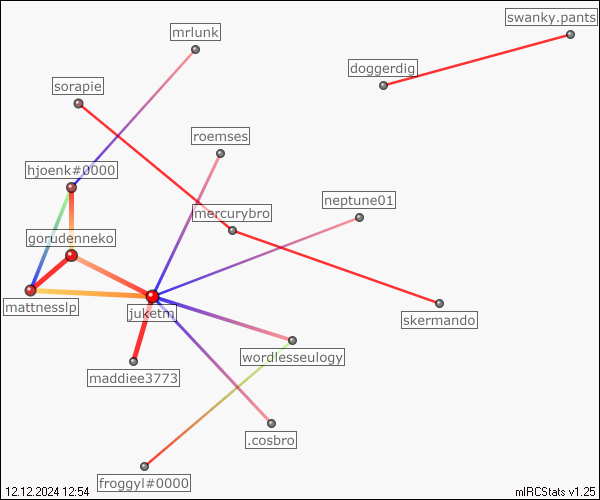 swanky.pants
mrlunk
doggerdig
sorapie
roemses
hjoenk#0000
neptune01
mercurybro
gorudenneko
mattnesslp
juketm
skermando
wordlesseulogy
maddiee3773
.cosbro
froggyl#0000
12.12.2024 12:54
mIRCStats v1.25